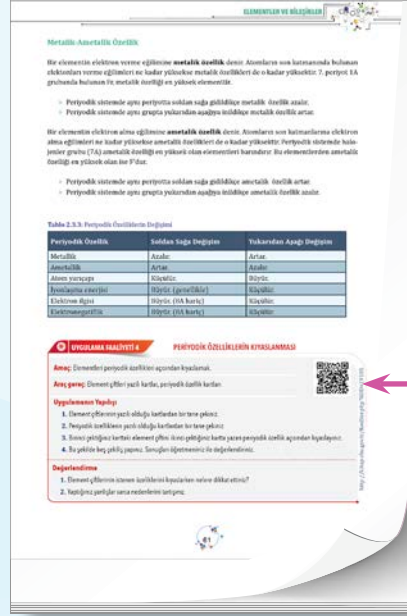 ELEMENTLER VE BİLEŞİKLER
Metalik-Ametalik Özellik
Bir elementin elektron verme eğilimine metalik özellik denir. Atomların son katmanında bulunan
elektonları verme eğilimleri ne kadar yüksekse metalik özellikleri de o kadar yüksektir. 7. periyot 1A
grubunda bulunan Fr, metalik özelliği en yüksek elementtir.
Periyodik sistemde aynı periyotta soldan sağa gidildikçe metalik özellik azalır.
Periyodik sistemde aynı grupta yukarıdan aşağıya inildikçe metalik özellik artar.
Bir elementin elektron alma eğilimine ametalik özellik denir. Atomların son katmanlarına elektron
alma eğilimleri ne kadar yüksekse ametalik özellikleri de o kadar yüksektir. Periyodik sistemde halo-
jenler grubu (7A) ametalik özelliği en yüksek olan elementleri barındırır. Bu elementlerden ametalik
özelliği en yüksek olan ise F'dur.
Periyodik sistemde aynı periyotta soldan sağa gidildikçe ametalik özellik artar.
Periyodik sistemde aynı grupta yukarıdan aşağıya inildikçe ametalik özellik azalır.
Tablo 2.3.3: Periyodik Özelliklerin Değişimi
Periyodik Özellik Soldan Sağa Değişim Yukarıdan Aşağı Değişim
Metallik Azalır. Artar.
Ametallik Artar. Azalır.
Atom yarıçapı Küçülür. Büyür.
İyonlaşma enerjisi Büyür. (genellikle) Küçülür.
Elektron ilgisi Büyür. (8A hariç) Küçülür.
Elektronegatiflik Büyür. (8A hariç) Küçülür.
UYGULAMA FAALİYETİ 4 PERİYODİK ÖZELLİKLERİN KIYASLANMASI
Amaç: Elementleri periyodik özellikleri açısından kıyaslamak.
Araç gereç: Element çiftleri yazılı kartlar, periyodik özellik kartları
Uygulamanın Yapılışı
1. Element çiftlerinin yazılı olduğu kartlardan bir tane çekiniz.
2. Periyodik özelliklerin yazılı olduğu kartlardan bir tane çekiniz.
3. Birinci çektiğiniz karttaki element çiftini ikinci çektiğiniz kartta yazan periyodik özellik açısından kıyaslayınız.
4. Bu şekilde beş çekiliş yapınız. Sonuçları öğretmeniniz ile değerlendiriniz.
Değerlendirme
1. Element çiftlerinin istenen özelliklerini kıyaslarken nelere dikkat ettiniz?
2. Yaptığınız yanlışlar varsa nedenlerini tartışınız.
61